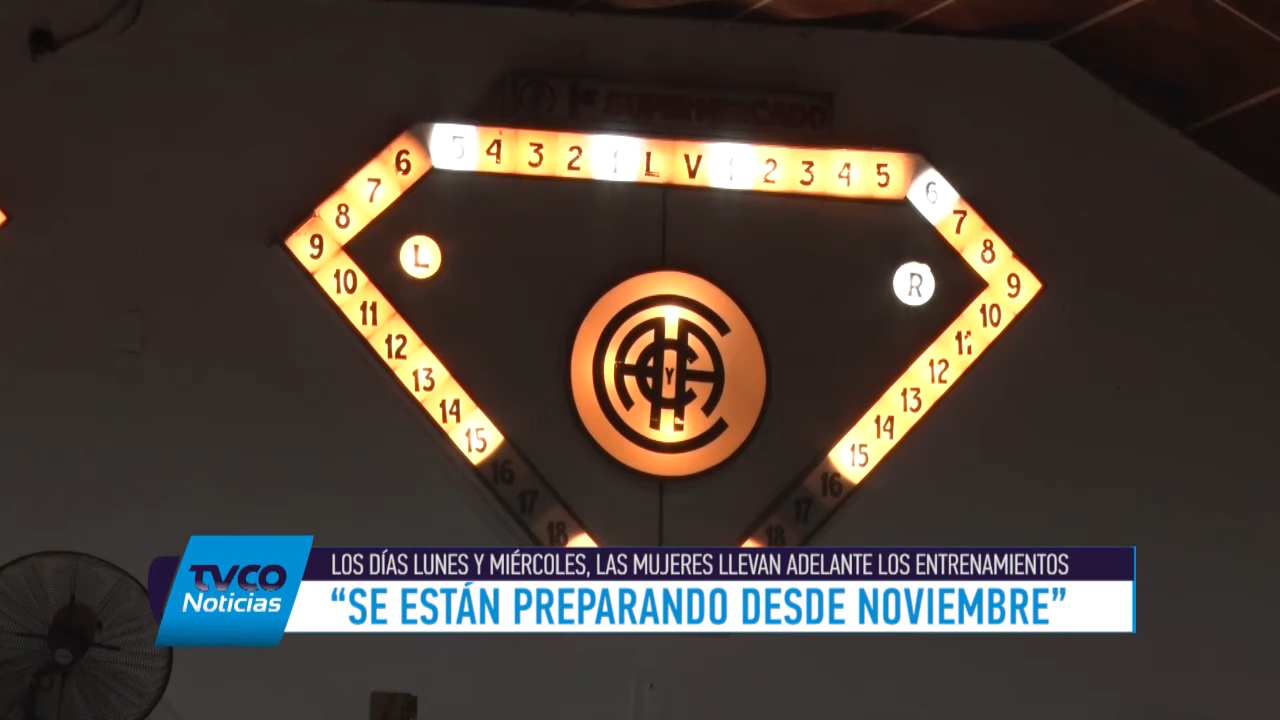 SUPERMERCADO
6 5 4 3 2 1 L V 1 2 3 4 5 6
7 7
8 8
9 9
L R
10 10
11 11
12 12
13 13
14 14
15 15
16 16
17 17
18 18
Y
LOS DÍAS LUNES Y MIÉRCOLES, LAS MUJERES LLEVAN ADELANTE LOS ENTRENAMIENTOS
TVCO
Noticias
“SE ESTÁN PREPARANDO DESDE NOVIEMBRE”